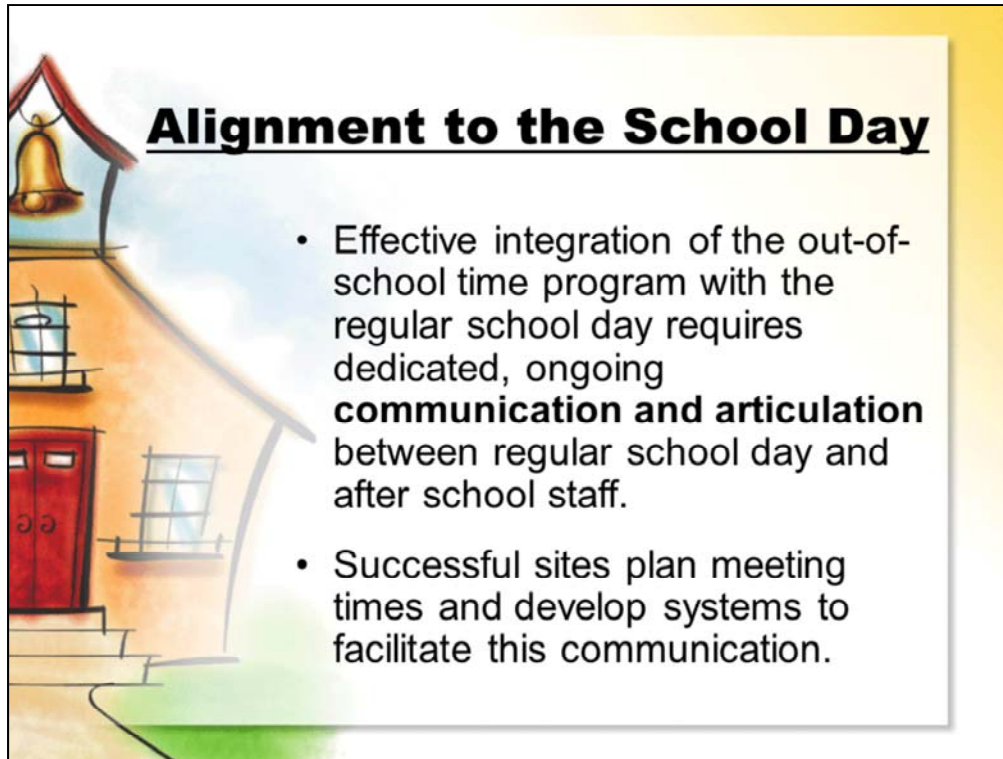 Alignment to the School Day
• Effective integration of the out-of-
school time program with the
regular school day requires
dedicated, ongoing
communication and articulation
between regular school day and
after school staff.
• Successful sites plan meeting
times and develop systems to
facilitate this communication.